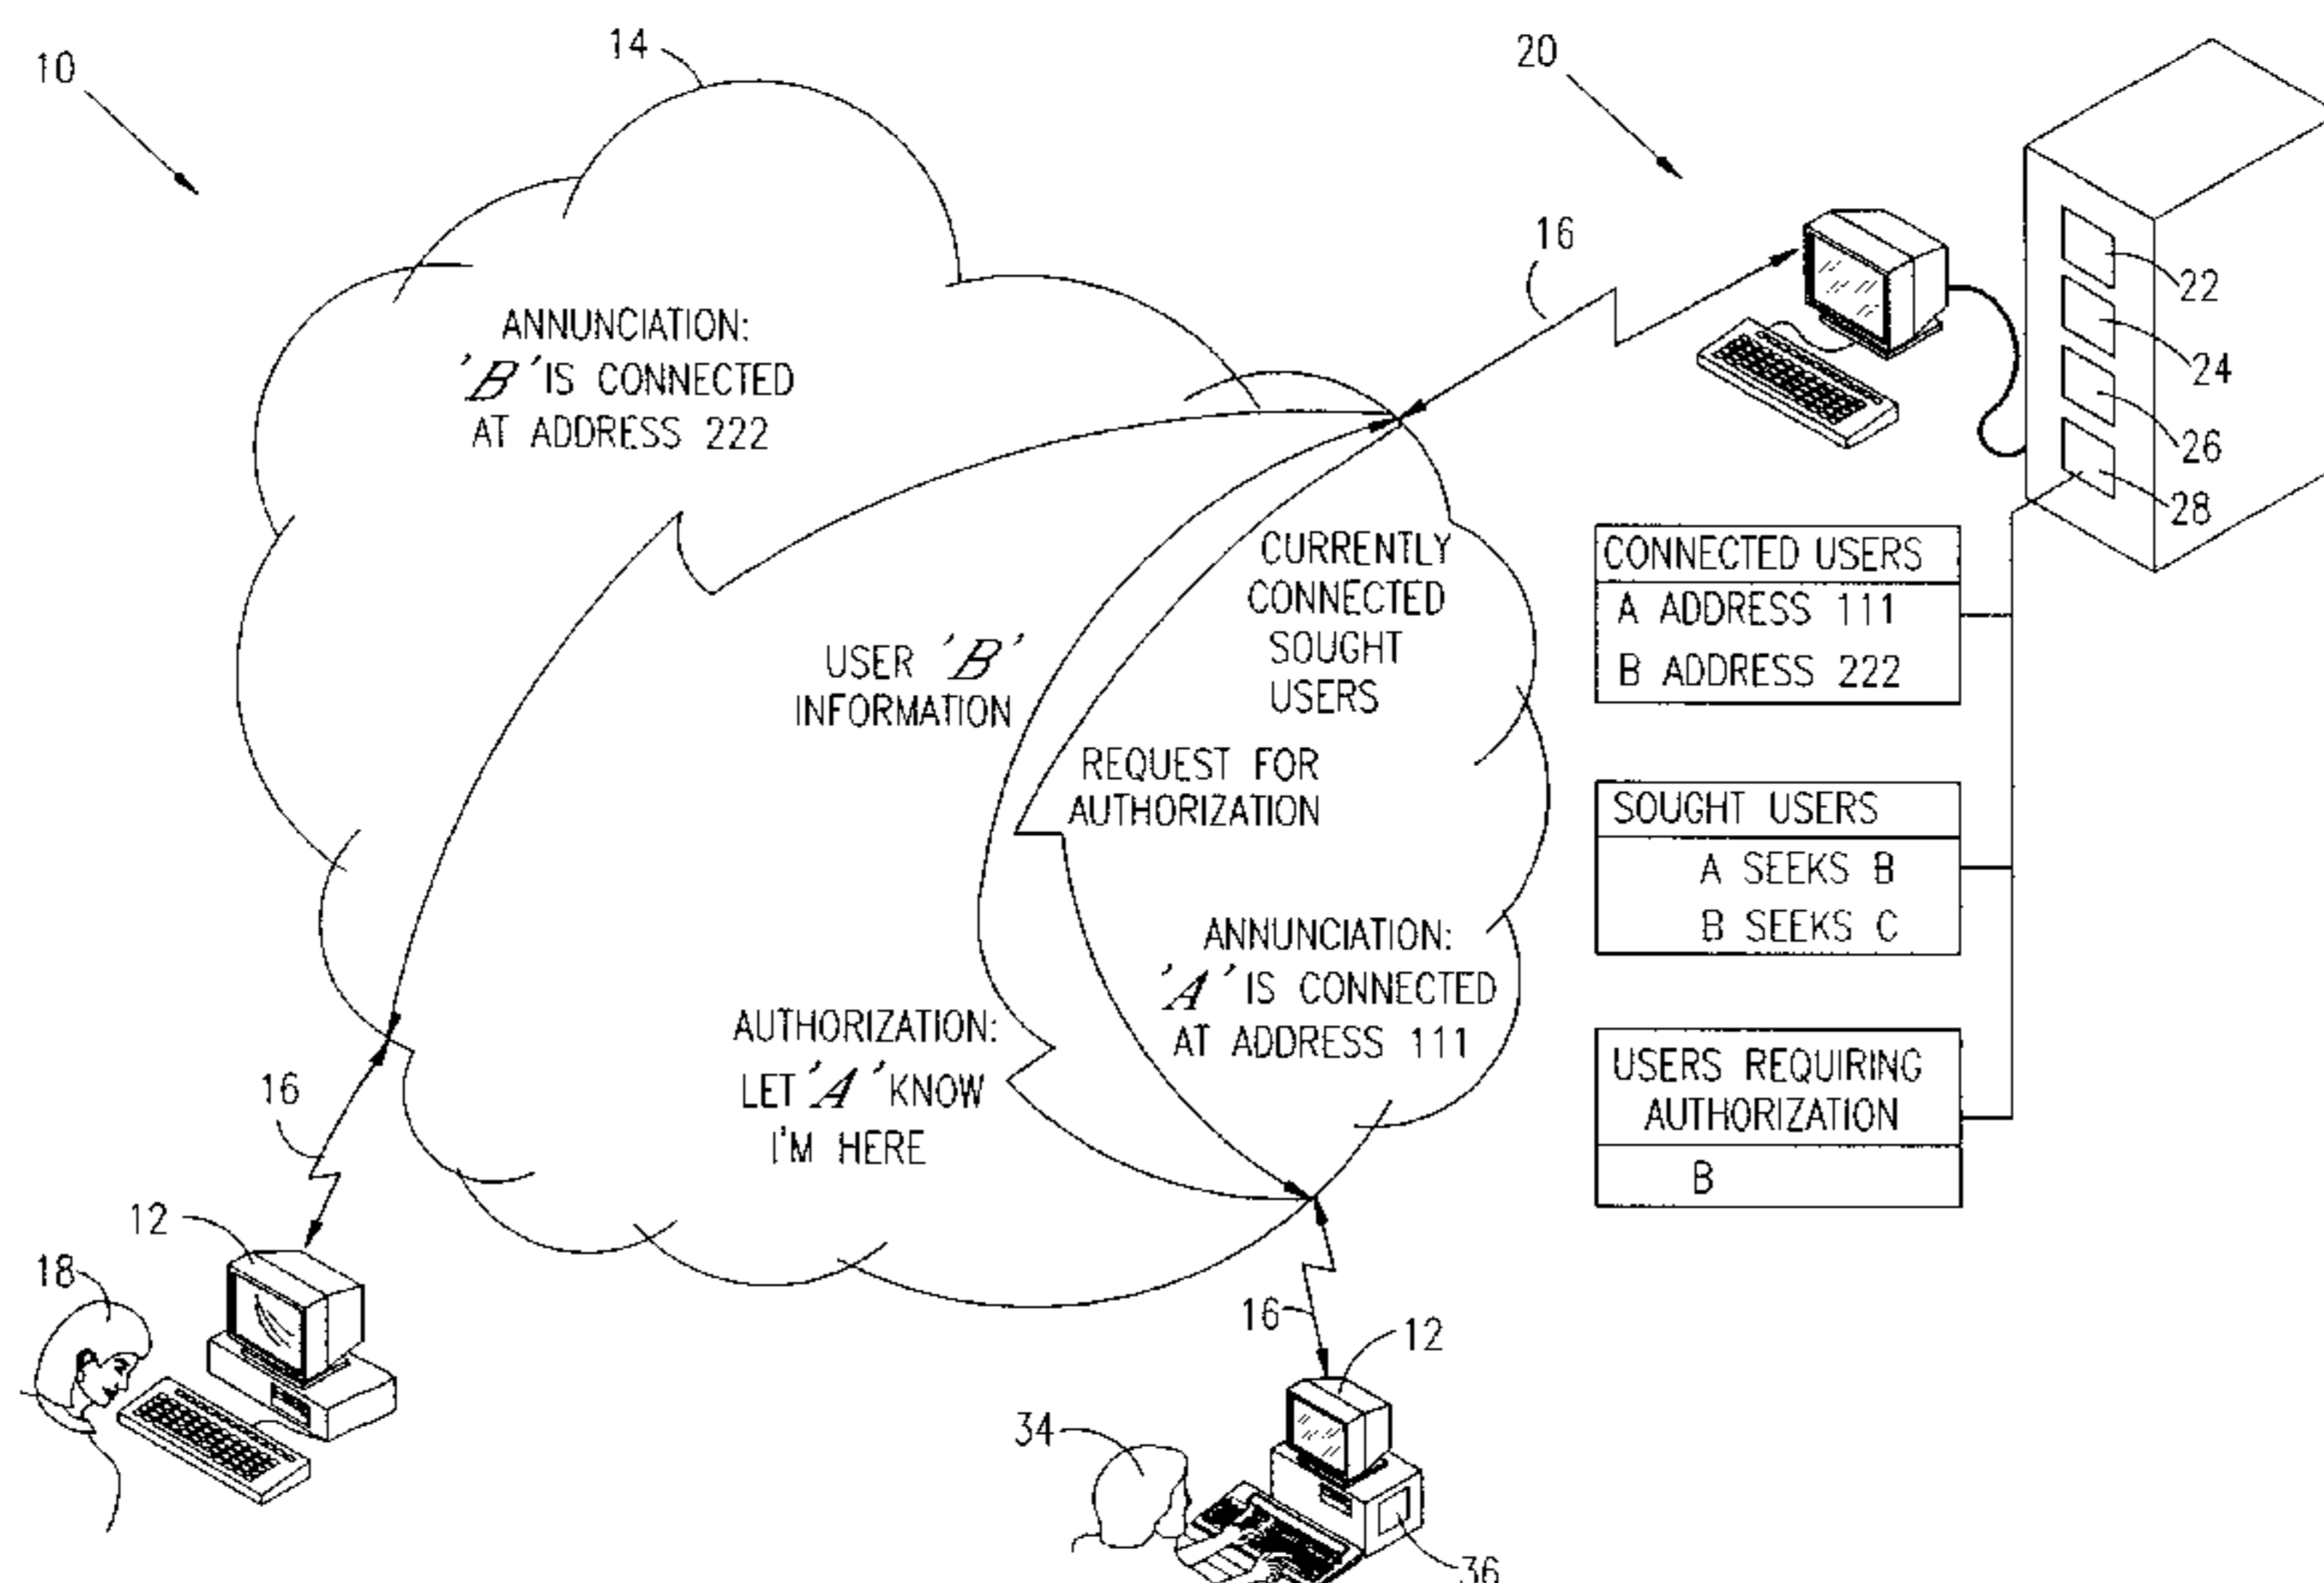 10
14
20
16
22
24
26
28
ANNUNCIATION:
'B' IS CONNECTED
AT ADDRESS 222
USER 'B'
INFORMATION
CURRENTLY
CONNECTED
SOUGHT
USERS
REQUEST FOR
AUTHORIZATION
ANNUNCIATION:
'A' IS CONNECTED
AT ADDRESS 111
AUTHORIZATION:
LET 'A' KNOW
I'M HERE
CONNECTED USERS
A ADDRESS 111
B ADDRESS 222
SOUGHT USERS
A SEEKS B
B SEEKS C
USERS REQUIRING
AUTHORIZATION
B
16
12
18
16
12
34
36